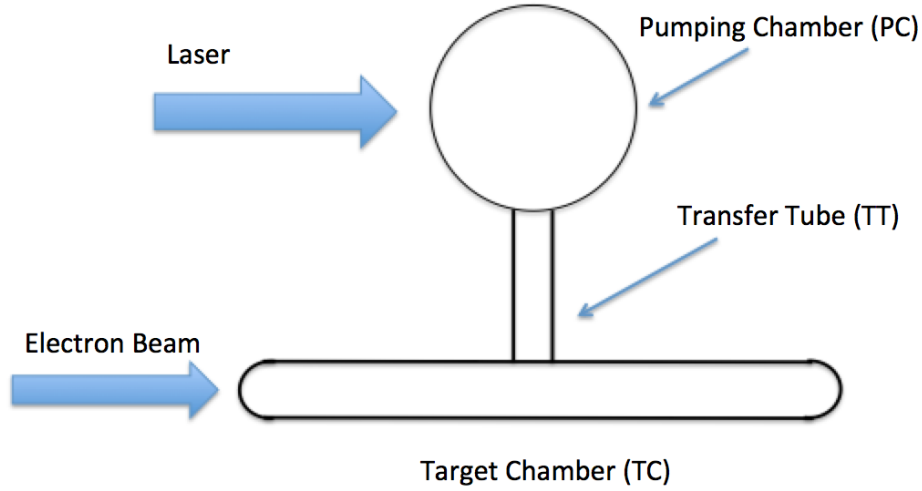 Pumping Chamber (PC)
Laser
Transfer Tube (TT)
Electron Beam
Target Chamber (TC)